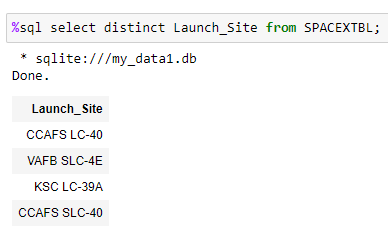 %sql select distinct Launch_Site from SPACEXTBL;
* sqlite:///my_data1.db
Done.
Launch_Site
CCAFS LC-40
VAFB SLC-4E
KSC LC-39A
CCAFS SLC-40